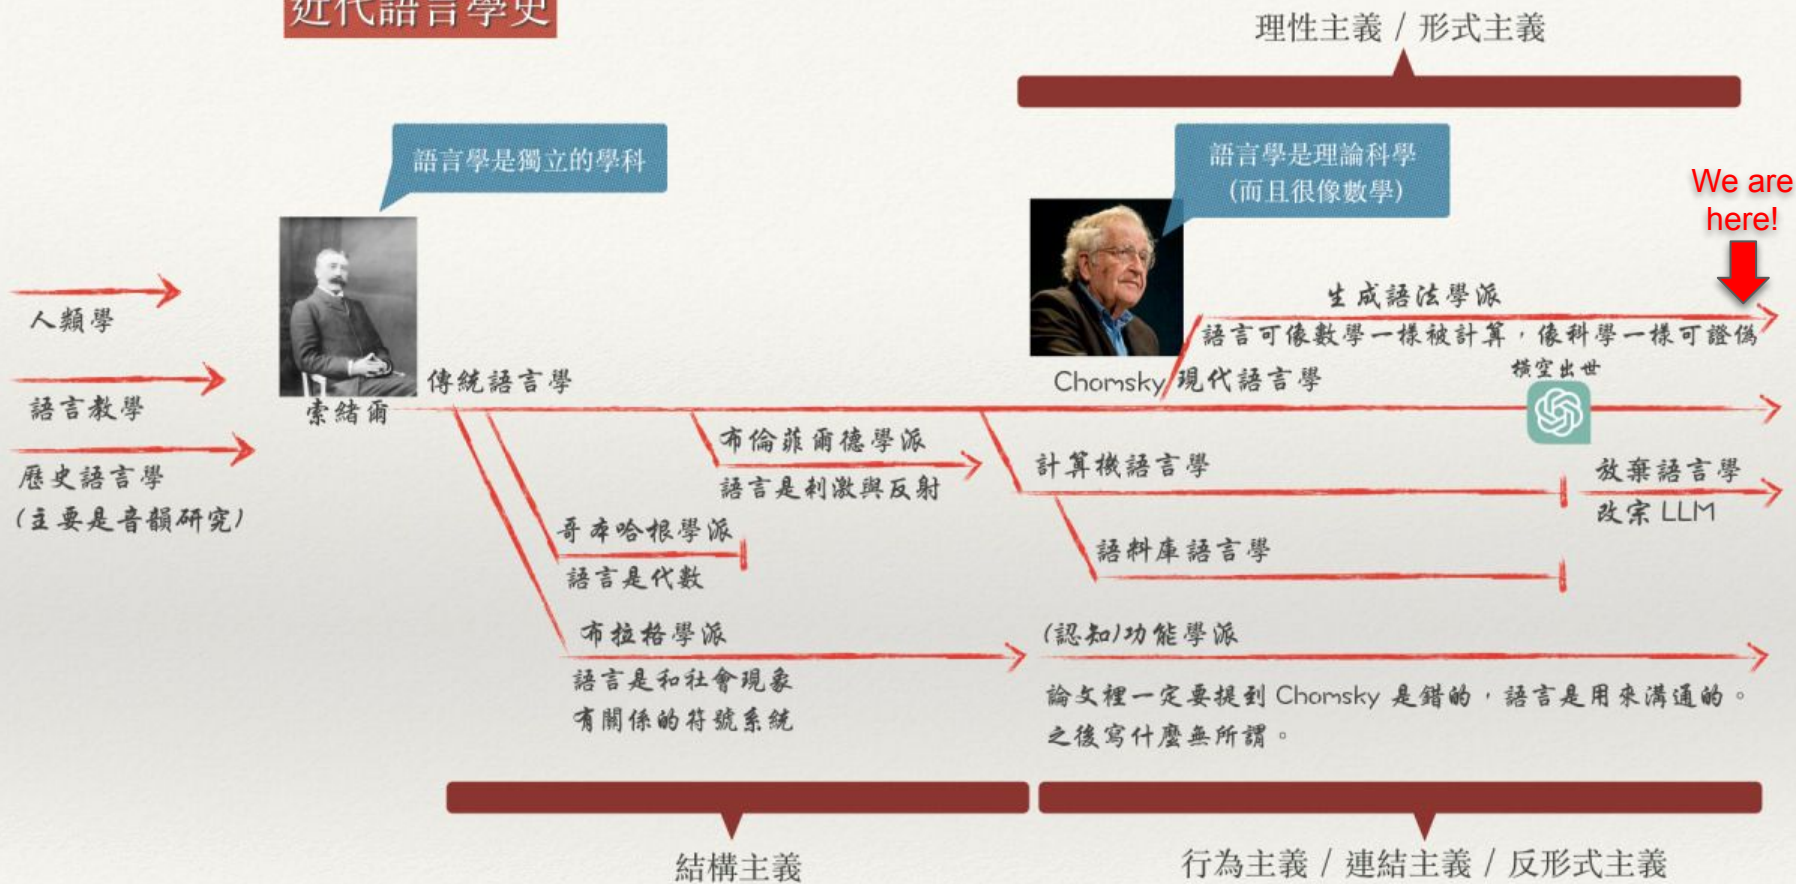 近代語言學史
理性主義 / 形式主義
語言學是獨立的學科
語言學是理論科學
(而且很像數學)
We are
here!
人類學
語言教學
歷史語言學
(主要是音韻研究)
索緒爾
傳統語言學
Chomsky 現代語言學
生成語法學派
語言可像數學一樣被計算，像科學一樣可證偽
橫空出世
布倫菲爾德學派
語言是刺激與反射
計算機語言學
放棄語言學
改宗 LLM
哥本哈根學派
語言是代數
語料庫語言學
布拉格學派
語言是和社會現象
有關係的符號系統
(認知)功能學派
論文裡一定要提到 Chomsky 是錯的，語言是用來溝通的。
之後寫什麼無所謂。
結構主義
行為主義 / 連結主義 / 反形式主義